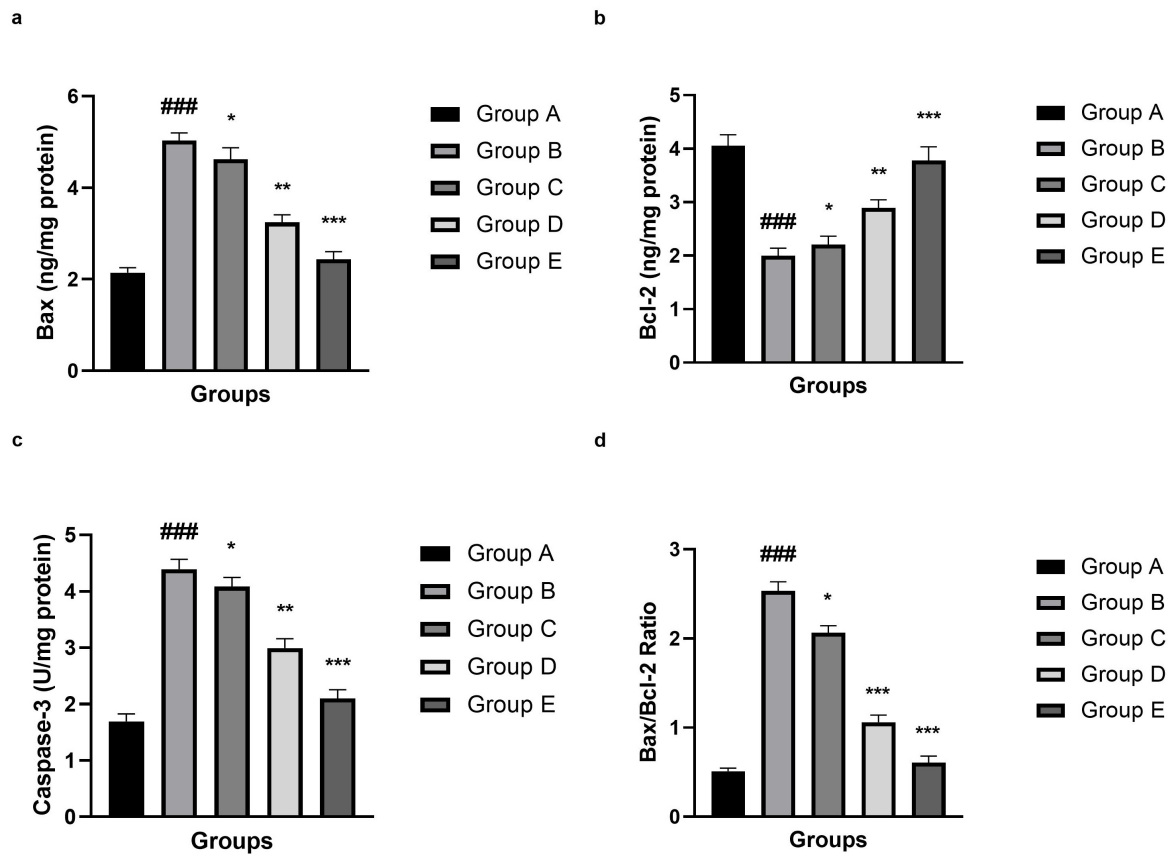 a
Bax (ng/mg protein)
6
4
2
0
###
*
**
***
Groups
Group A
Group B
Group C
Group D
Group E
b
Bcl-2 (ng/mg protein)
5
4
3
2
1
0
###
*
**
***
Groups
Group A
Group B
Group C
Group D
Group E
c
Caspase-3 (U/mg protein)
5
4
3
2
1
0
###
*
**
***
Groups
Group A
Group B
Group C
Group D
Group E
d
Bax/Bcl-2 Ratio
3
2
1
0
###
*
***
***
Groups
Group A
Group B
Group C
Group D
Group E